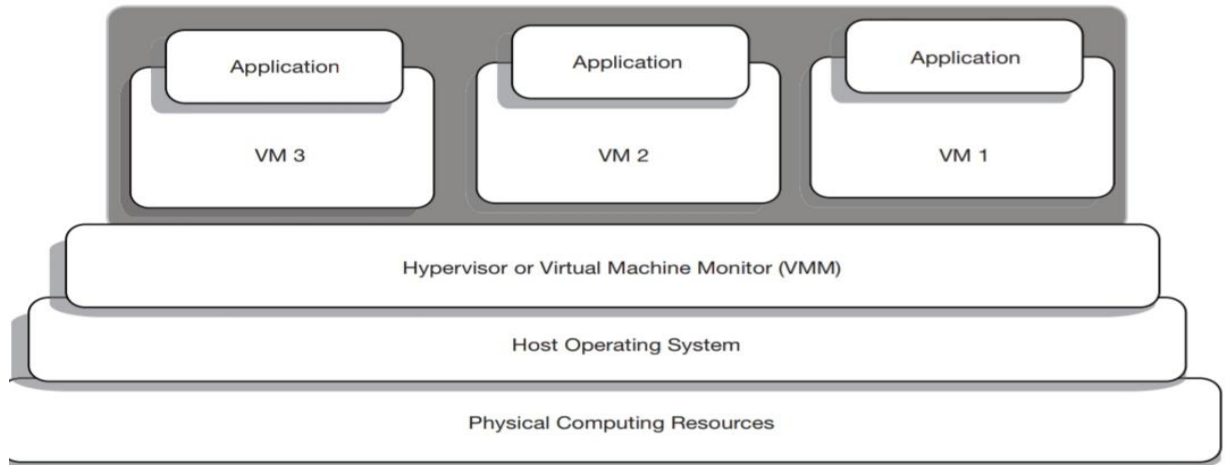 Application
Application
Application
VM 3
VM 2
VM 1
Hypervisor or Virtual Machine Monitor (VMM)
Host Operating System
Physical Computing Resources